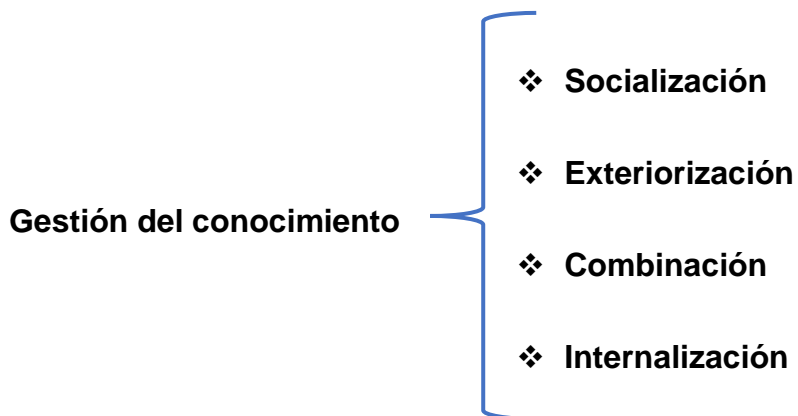 ❖ Socialización
❖ Exteriorización
Gestión del conocimiento
❖ Combinación
❖ Internalización